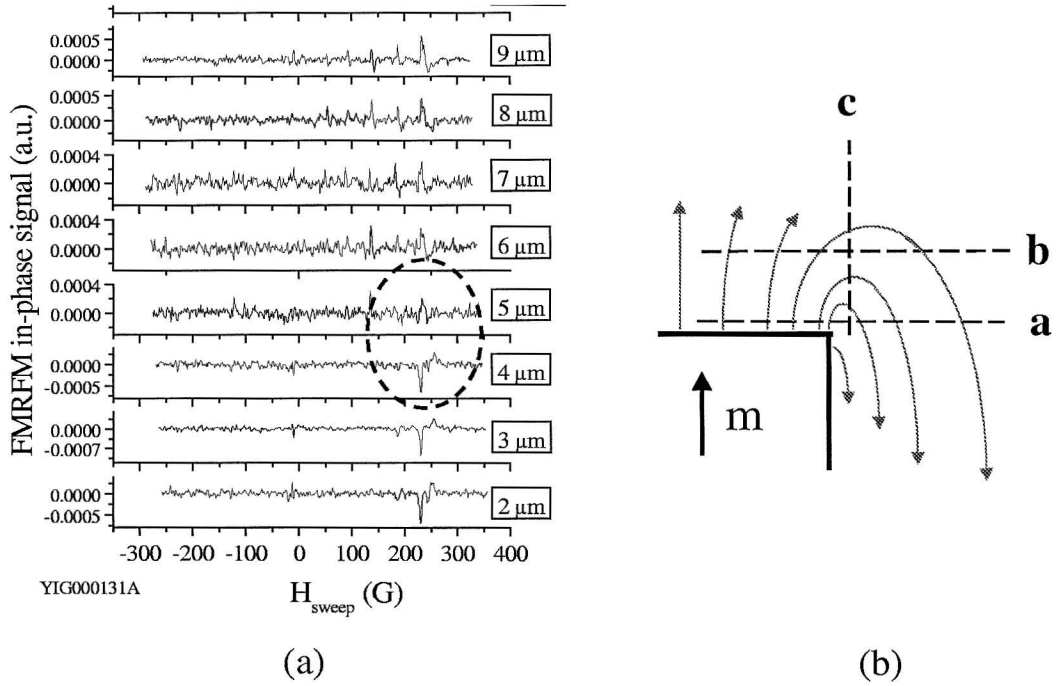 FMRFM in-phase signal (a.u.)
0.0005
0.0000
9 µm
0.0005
0.0000
8 µm
0.0004
0.0000
7 µm
0.0004
0.0000
6 µm
0.0004
0.0000
5 µm
0.0000
-0.0005
4 µm
0.0000
-0.0007
3 µm
0.0000
-0.0005
2 µm
-300 -200 -100 0 100 200 300 400
YIG000131A
Hsweep (G)
(a)
c
b
a
m
(b)